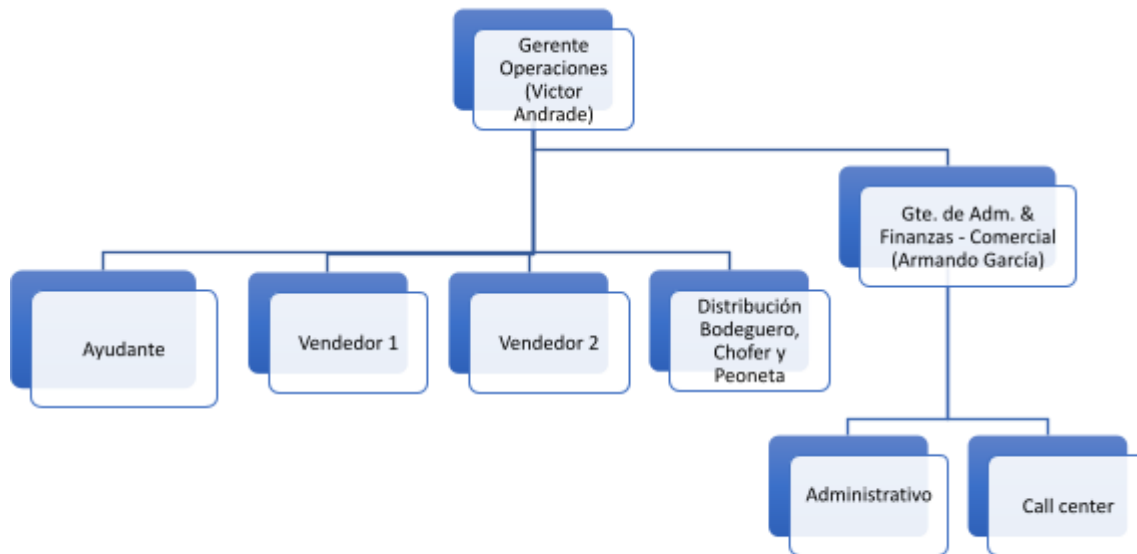 Gerente
Operaciones
(Victor
Andrade)
Gte. de Adm. &
Finanzas - Comercial
(Armando García)
Ayudante
Vendedor 1
Vendedor 2
Distribución
Bodeguero,
Chofer y
Peoneta
Administrativo
Call center